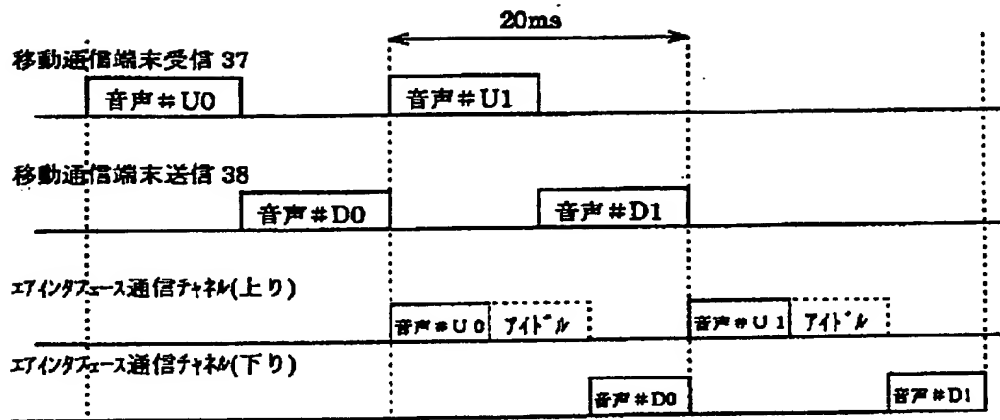 20ms
移動通信端末受信 37
音声#U0 音声#U1
移動通信端末送信 38
音声#D0 音声#D1
エアインタフェース通信チャネル(上り)
音声#U0 アイドル 音声#U1 アイドル
エアインタフェース通信チャネル(下り)
音声#D0 音声#D1